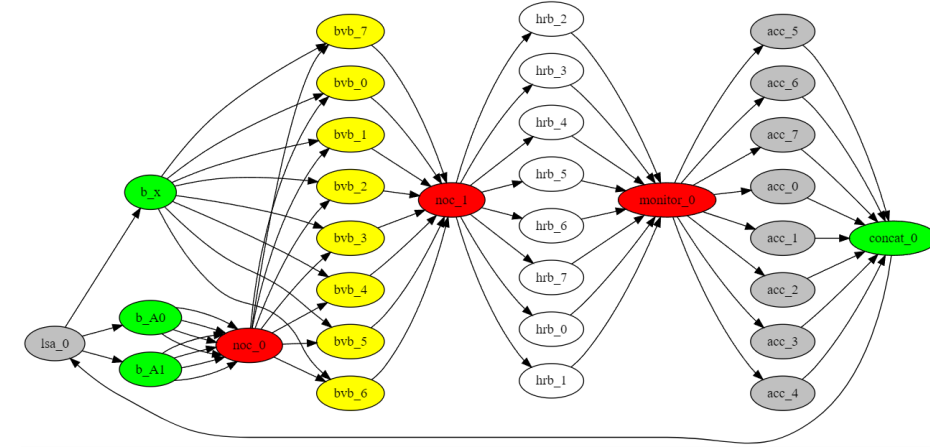 lsa_0
b_x
b_A0
b_A1
noc_0
bvb_7
bvb_0
bvb_1
bvb_2
bvb_3
bvb_4
bvb_5
bvb_6
noc_1
hrb_2
hrb_3
hrb_4
hrb_5
hrb_6
hrb_7
hrb_0
hrb_1
monitor_0
acc_5
acc_6
acc_7
acc_0
acc_1
acc_2
acc_3
acc_4
concat_0